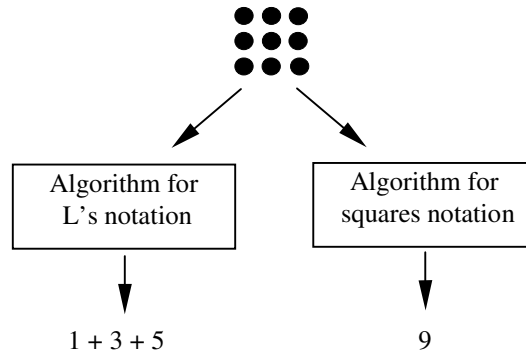 Algorithm for
L's notation
Algorithm for
squares notation
1 + 3 + 5
9